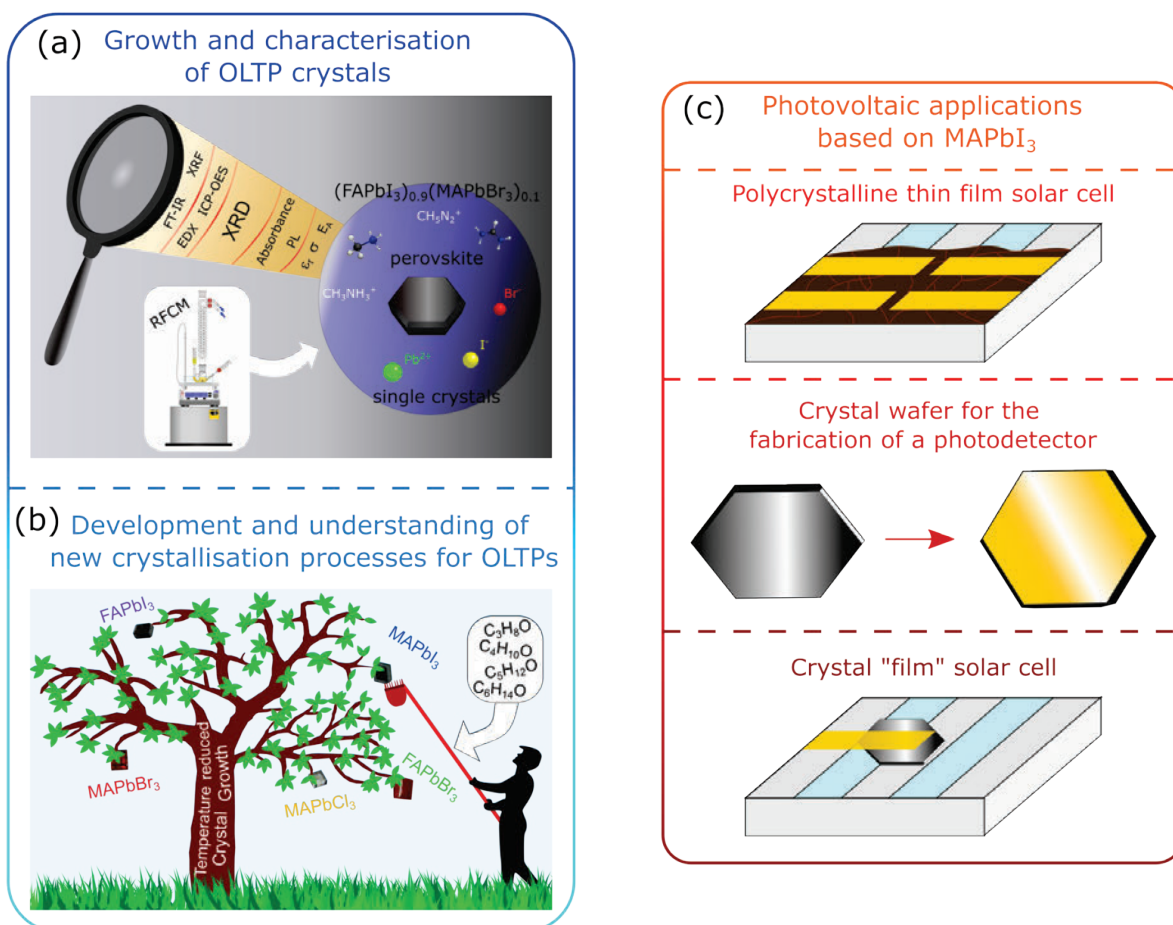 (a) Growth and characterisation
of OLTP crystals
XRF
FT-IR
ICP-OES
EDX
XRD
Absorbance
PL
εᵣ σ E_A
(FAPbI₃)₀.₉(MAPbBr₃)₀.₁
CH₅N₂⁺
perovskite
CH₃NH₃⁺
Br⁻
I⁻
Pb²⁺
single crystals
RFCM
(b) Development and understanding of
new crystallisation processes for OLTPs
FAPbI₃
MAPbI₃
C₃H₈O
C₄H₁₀O
C₅H₁₂O
C₆H₁₄O
MAPbBr₃
MAPbCl₃
FAPbBr₃
Temperature reduced
Crystal Growth
(c) Photovoltaic applications
based on MAPbI₃
Polycrystalline thin film solar cell
Crystal wafer for the
fabrication of a photodetector
Crystal "film" solar cell